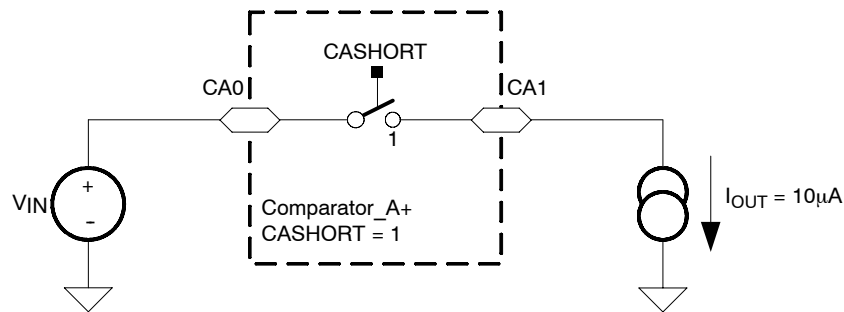 CASHORT
CA0
CA1
1
+
-
VIN
Comparator_A+
CASHORT = 1
IOUT = 10μA